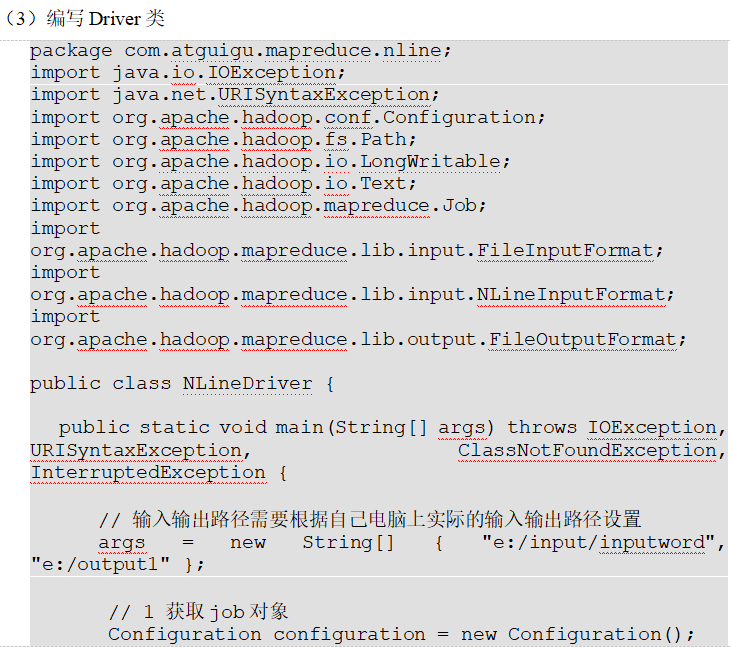 （3）编写 Driver 类
package com.atguigu.mapreduce.nline;
import java.io.IOException;
import java.net.URISyntaxException;
import org.apache.hadoop.conf.Configuration;
import org.apache.hadoop.fs.Path;
import org.apache.hadoop.io.LongWritable;
import org.apache.hadoop.io.Text;
import org.apache.hadoop.mapreduce.Job;
import
org.apache.hadoop.mapreduce.lib.input.FileInputFormat;
import
org.apache.hadoop.mapreduce.lib.input.NLineInputFormat;
import
org.apache.hadoop.mapreduce.lib.output.FileOutputFormat;
public class NLineDriver {
public static void main(String[] args) throws IOException,
URISyntaxException, ClassNotFoundException,
InterruptedException {
// 输入输出路径需要根据自己电脑上实际的输入输出路径设置
args = new String[] { "e:/input/inputword",
"e:/output1" };
// 1 获取job对象
Configuration configuration = new Configuration();